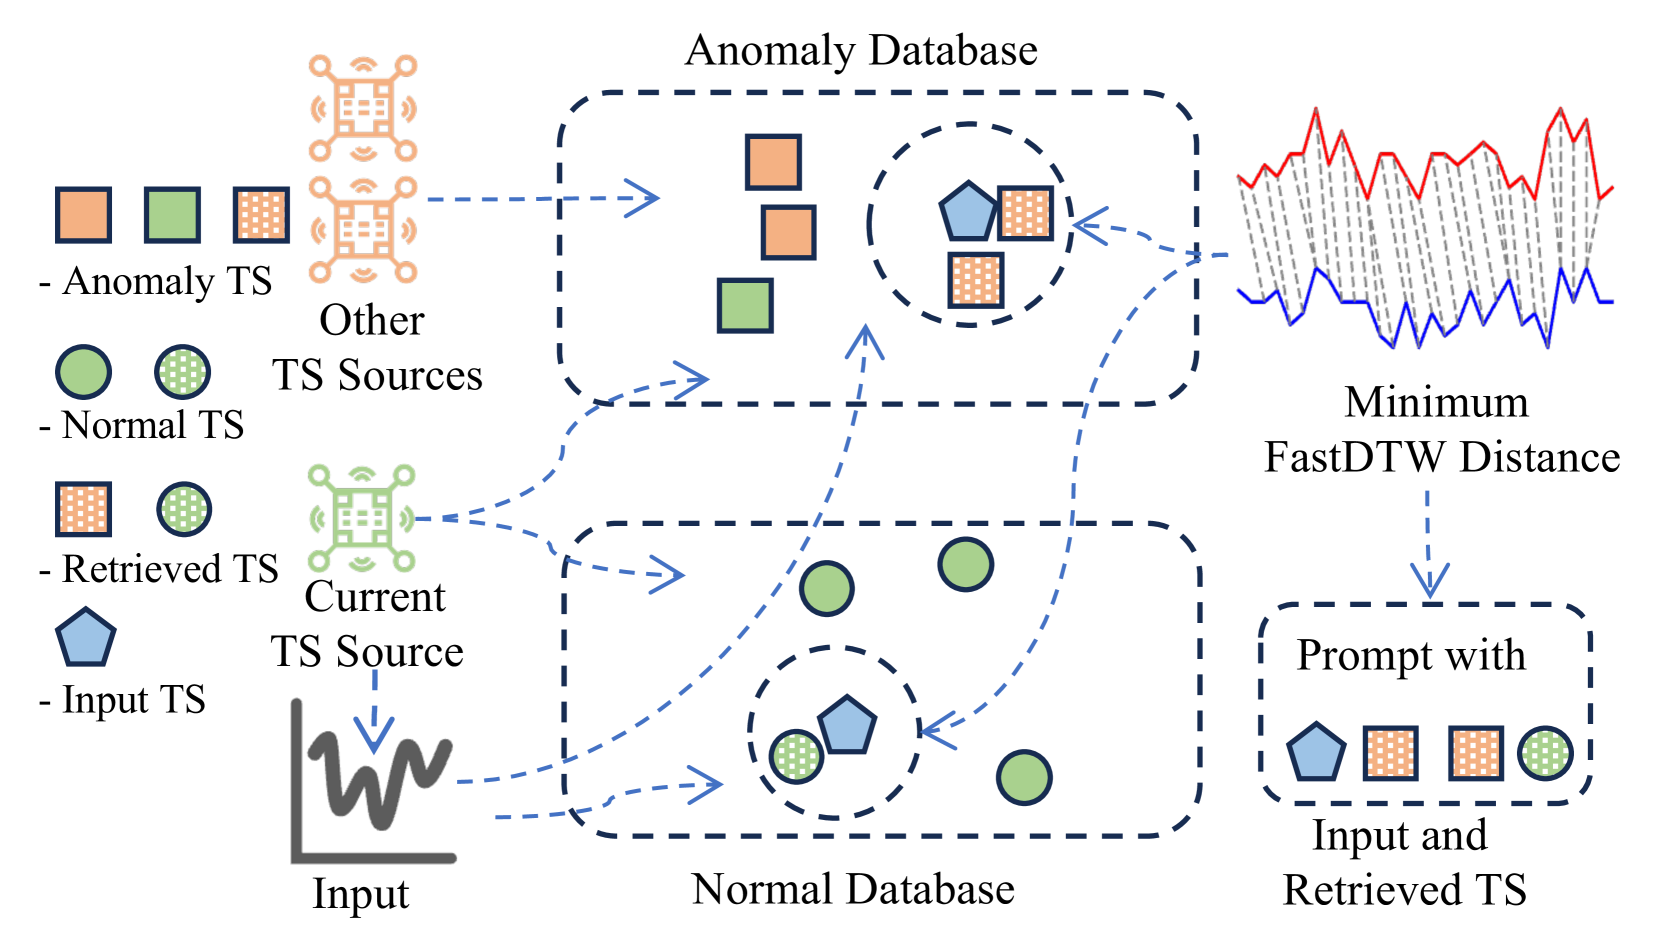 Anomaly Database
- Anomaly TS
Other
TS Sources
- Normal TS
Minimum
FastDTW Distance
- Retrieved TS
Current
TS Source
- Input TS
Prompt with
Input and
Retrieved TS
Input
Normal Database